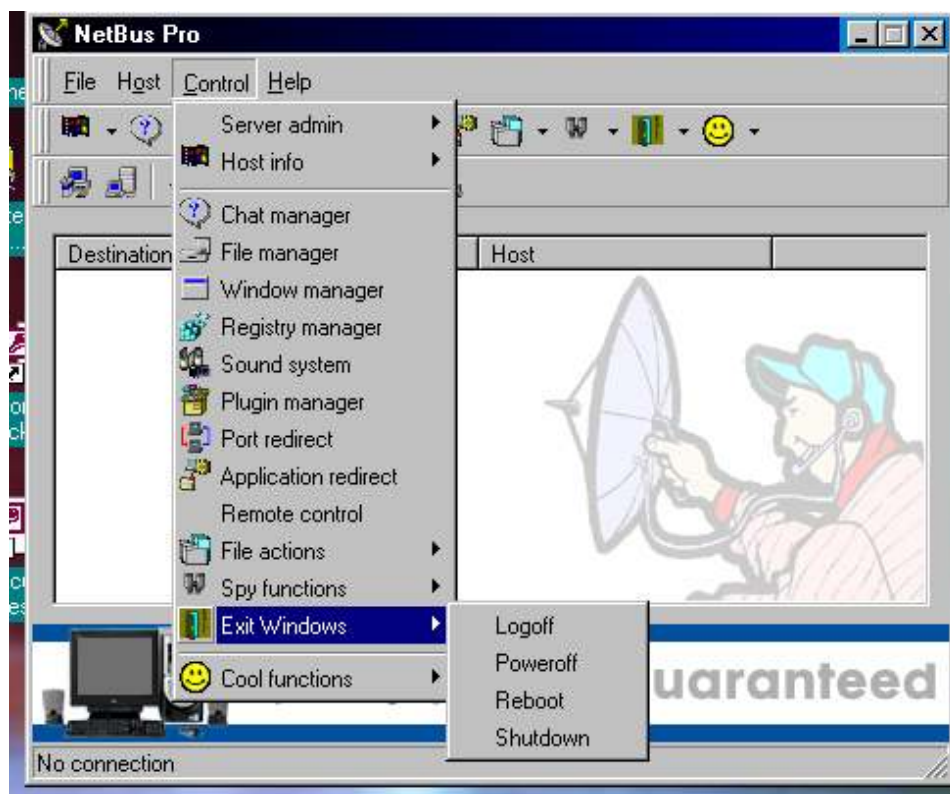 NetBus Pro
File Host Control Help
Server admin
Host info
Chat manager
File manager
Window manager
Registry manager
Sound system
Plugin manager
Port redirect
Application redirect
Remote control
File actions
Spy functions
Exit Windows
Cool functions
Logoff
Poweroff
Reboot
Shutdown
Destination Host
uaranteed
No connection